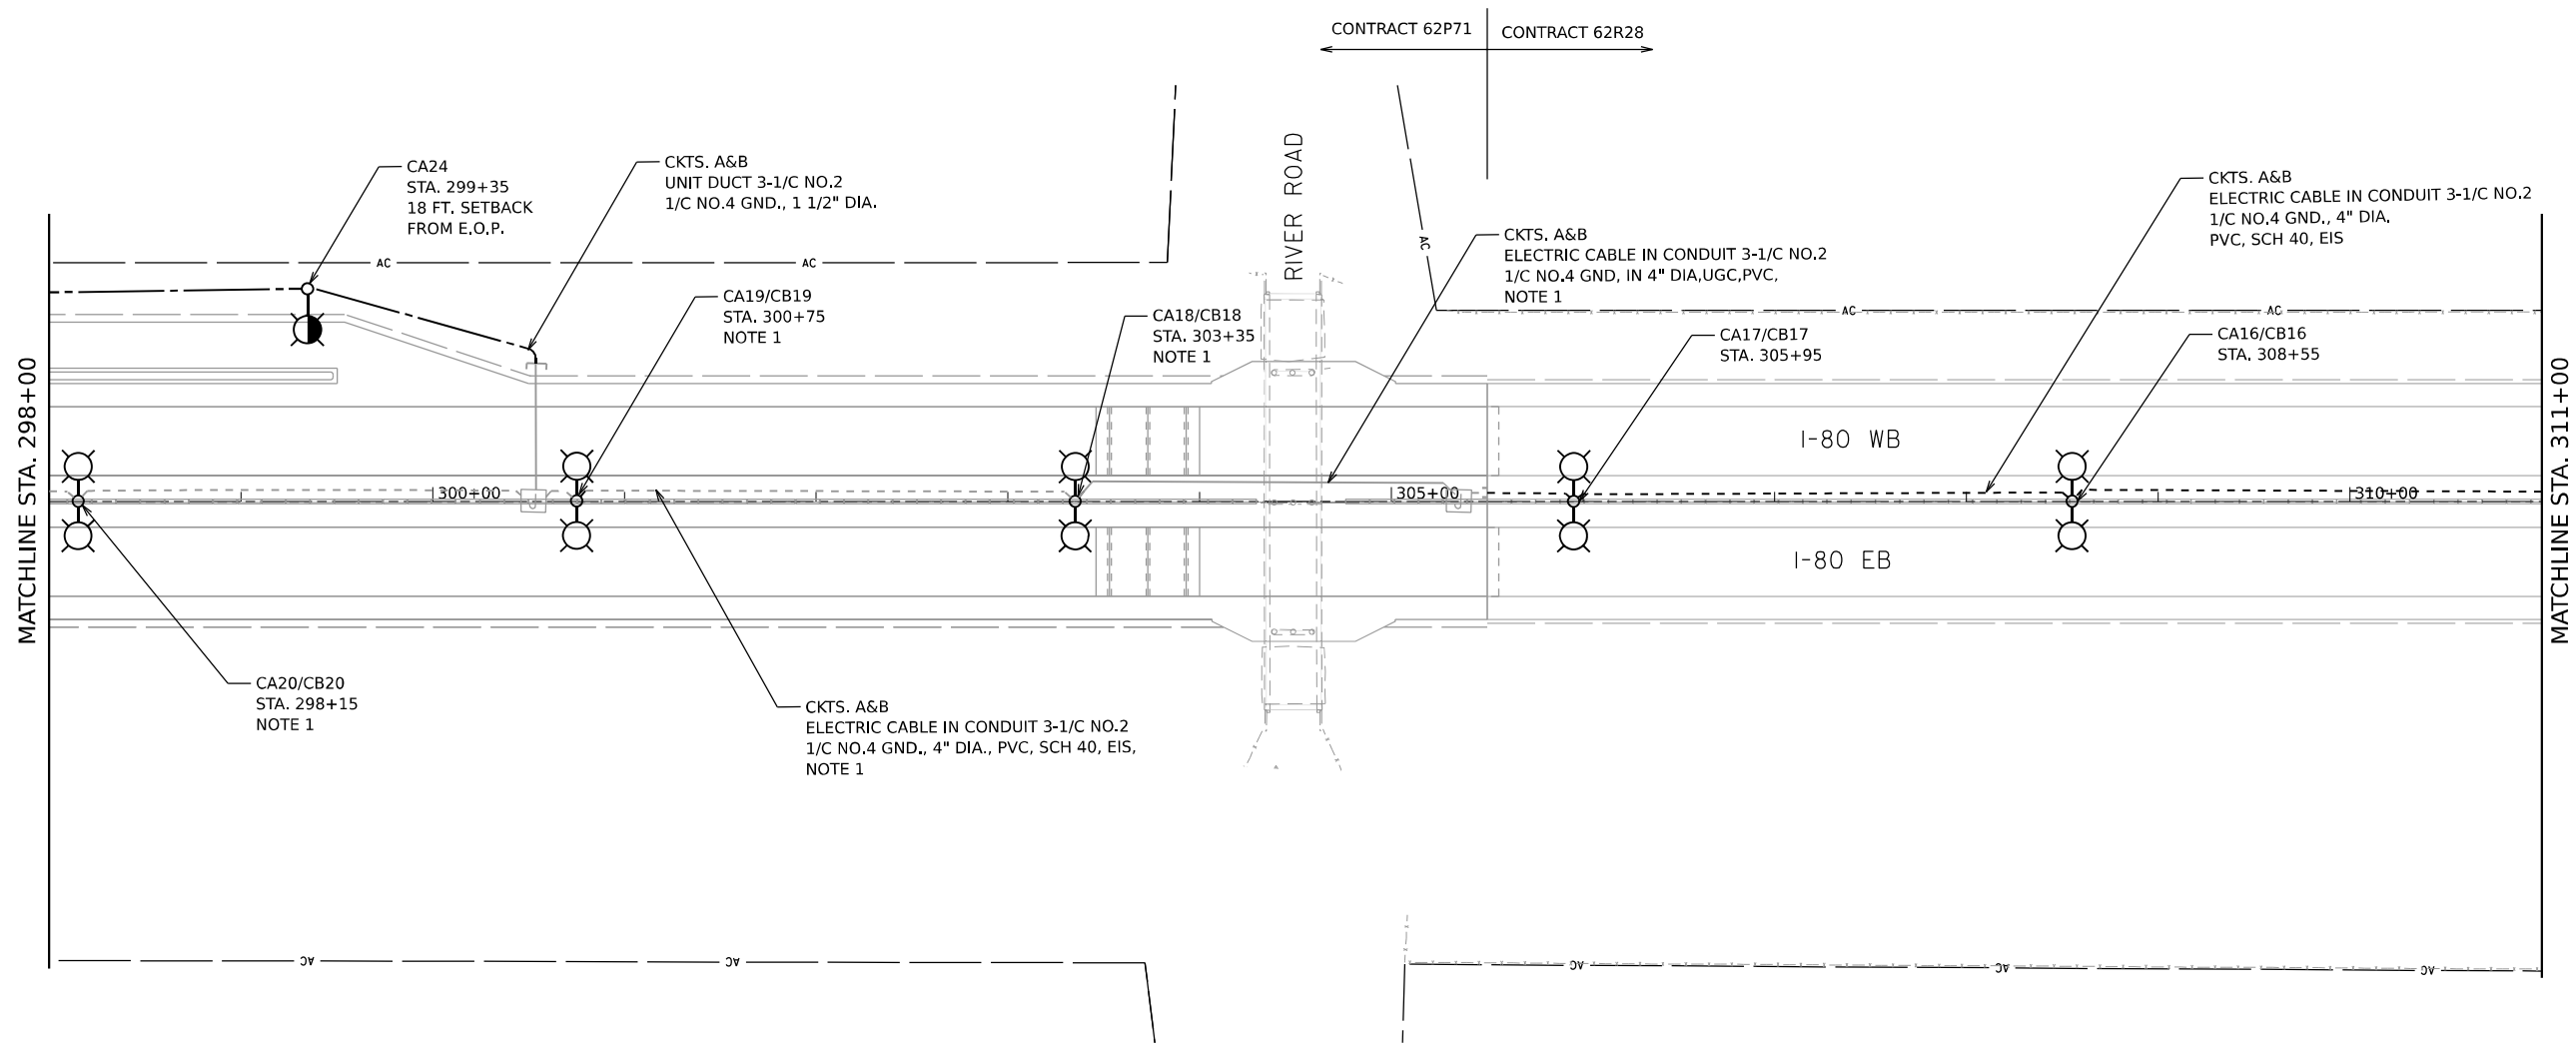 CONTRACT 62P71
CONTRACT 62R28
CA24
STA. 299+35
18 FT. SETBACK
FROM E.O.P.
CKTS. A&B
UNIT DUCT 3-1/C NO.2
1/C NO.4 GND., 1 1/2" DIA.
RIVER ROAD
CKTS. A&B
ELECTRIC CABLE IN CONDUIT 3-1/C NO.2
1/C NO.4 GND., 4" DIA.
PVC, SCH 40, EIS
CKTS. A&B
ELECTRIC CABLE IN CONDUIT 3-1/C NO.2
1/C NO.4 GND, IN 4" DIA,UGC,PVC,
NOTE 1
AC
AC
AC
AC
AC
CA19/CB19
STA. 300+75
NOTE 1
CA18/CB18
STA. 303+35
NOTE 1
CA17/CB17
STA. 305+95
CA16/CB16
STA. 308+55
MATCHLINE STA. 298+00
MATCHLINE STA. 311+00
I-80 WB
300+00
305+00
310+00
I-80 EB
CA20/CB20
STA. 298+15
NOTE 1
CKTS. A&B
ELECTRIC CABLE IN CONDUIT 3-1/C NO.2
1/C NO.4 GND., 4" DIA., PVC, SCH 40, EIS,
NOTE 1
AC
AC
AC
AC
AC